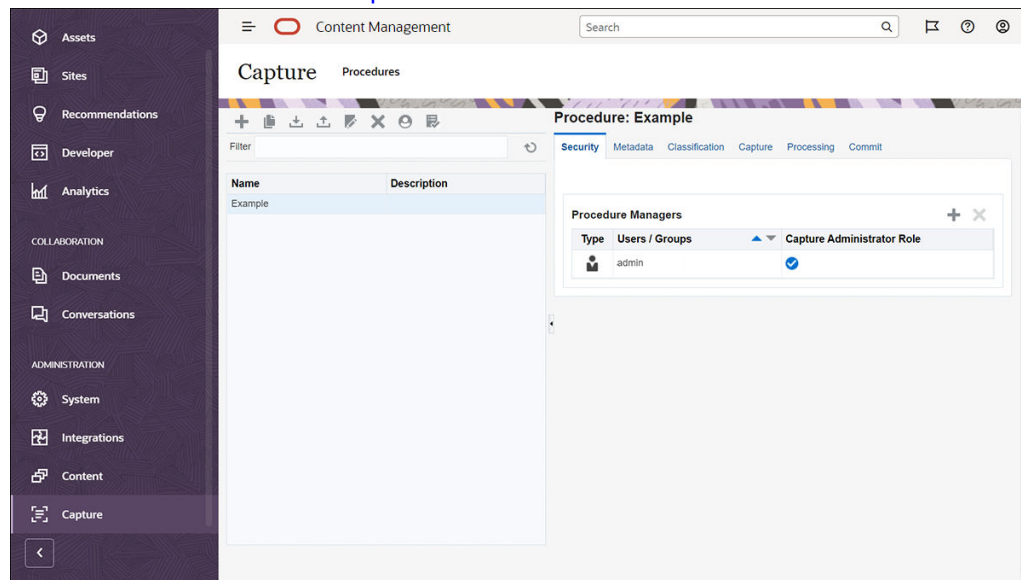 Assets
Sites
Recommendations
Developer
Analytics
COLLABORATION
Documents
Conversations
ADMINISTRATION
System
Integrations
Content
Capture
Content Management
Search
Capture Procedures
Filter
Name Description
Example
Procedure: Example
Security Metadata Classification Capture Processing Commit
Procedure Managers
Type Users / Groups Capture Administrator Role
admin